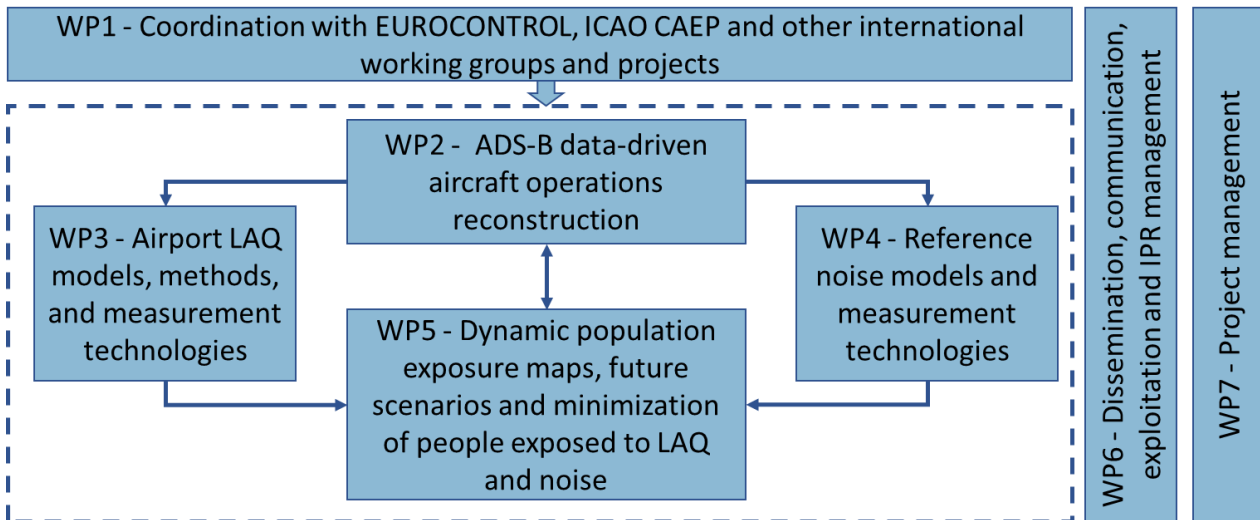 WP1 - Coordination with EUROCONTROL, ICAO CAEP and other international
working groups and projects
WP2 - ADS-B data-driven
aircraft operations
reconstruction
WP3 - Airport LAQ
models, methods,
and measurement
technologies
WP4 - Reference
noise models and
measurement
technologies
WP5 - Dynamic population
exposure maps, future
scenarios and minimization
of people exposed to LAQ
and noise
WP6 - Dissemination, communication,
exploitation and IPR management
WP7 - Project management